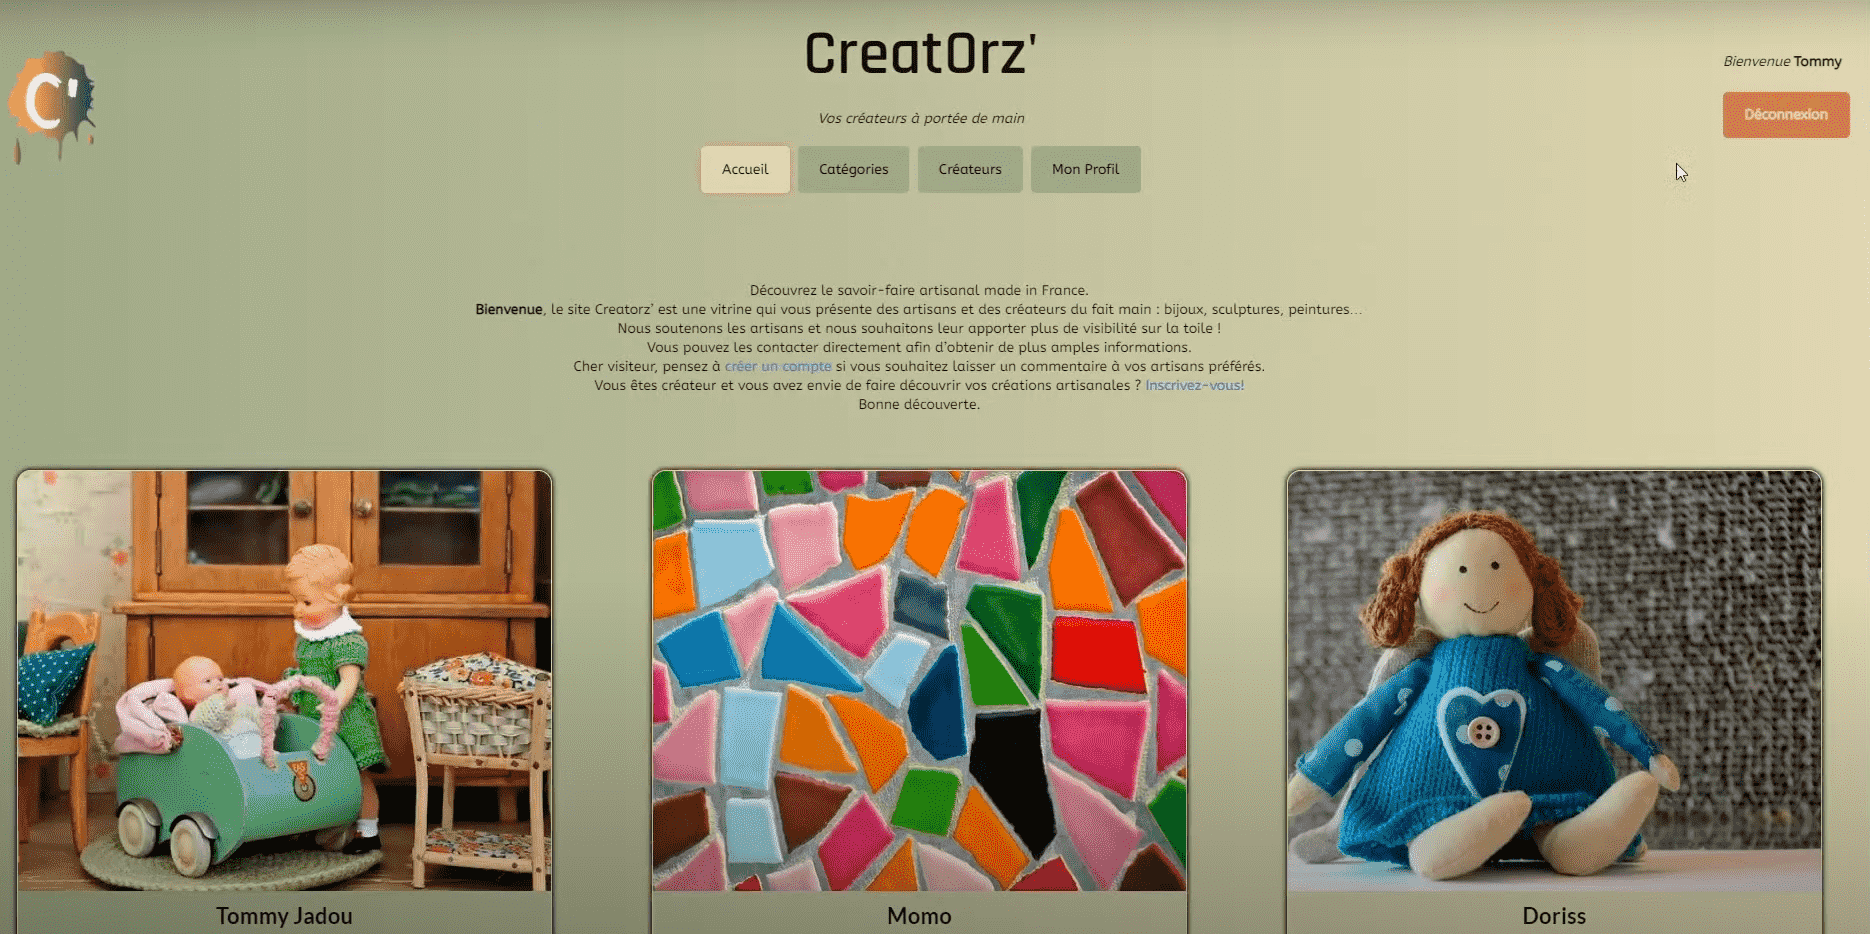 CreatOrz'
C'
Bienvenue Tommy
Vos créateurs à portée de main
Déconnexion
Accueil
Catégories
Créateurs
Mon Profil
Découvrez le savoir-faire artisanal made in France.
Bienvenue, le site Creatorz' est une vitrine qui vous présente des artisans et des créateurs du fait main : bijoux, sculptures, peintures...
Nous soutenons les artisans et nous souhaitons leur apporter plus de visibilité sur la toile !
Vous pouvez les contacter directement afin d'obtenir de plus amples informations.
Cher visiteur, pensez à créer un compte si vous souhaitez laisser un commentaire à vos artisans préférés.
Vous êtes créateur et vous avez envie de faire découvrir vos créations artisanales ? Inscrivez-vous!
Bonne découverte.
Tommy Jadou
Momo
Doriss